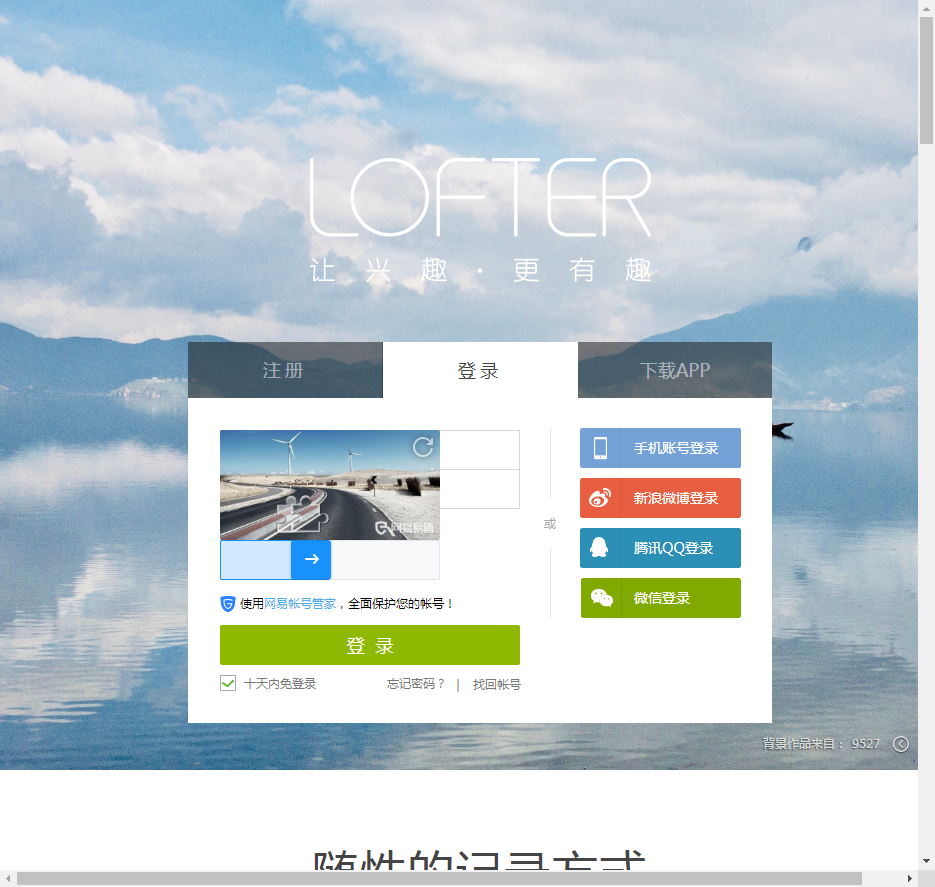 LOFTER
让兴趣·更有趣
注册
登录
下载APP
手机账号登录
新浪微博登录
网易易盾
或
腾讯QQ登录
微信登录
使用网易帐号管家，全面保护您的帐号！
登 录
十天内免登录
忘记密码？ | 找回帐号
背景作品来自： 9527
随性的记录方式